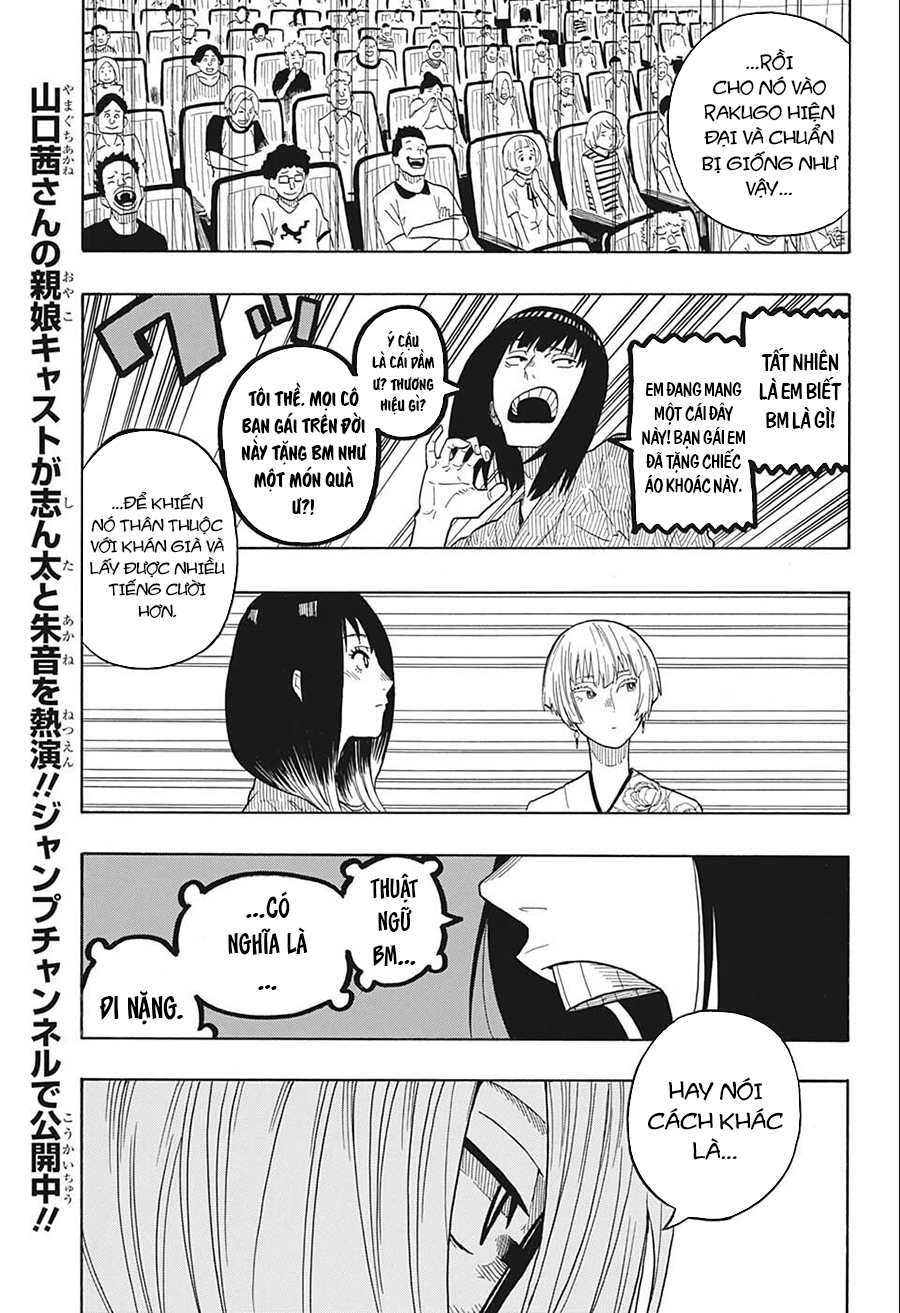 ...RỒI
CHO NÓ VÀO
RAKUGO HIỆN
ĐẠI VÀ CHUẨN
BỊ GIỐNG NHƯ
VẬY...
TẤT NHIÊN
LÀ EM BIẾT
BM LÀ GÌ!
EM ĐANG MANG
MỘT CÁI ĐÂY
NÀY! BẠN GÁI EM
ĐÃ TẶNG CHIẾC
ÁO KHOÁC NÀY.
Ý CẬU
LÀ CÁI ĐẦM
Ư? THƯƠNG
HIỆU GÌ?
TÔI THỀ. MỌI CÔ
BẠN GÁI TRÊN ĐỜI
NÀY TẶNG BM NHƯ
MỘT MÓN QUÀ
Ư?!
...ĐỂ KHIẾN
NÓ THÂN THUỘC
VỚI KHÁN GIẢ VÀ
LẤY ĐƯỢC NHIỀU
TIẾNG CƯỜI
HƠN.
THUẬT
NGỮ
BM...
...CÓ
NGHĨA LÀ
...
ĐI NẶNG.
HAY NÓI
CÁCH KHÁC
LÀ...
山口茜さんの親娘キャストが志ん太と朱音を熱演!!ジャンプチャンネルで公開中!!
やまぐちあかね
おやこ
した
あかね
ねつえん
こうかいちゅう